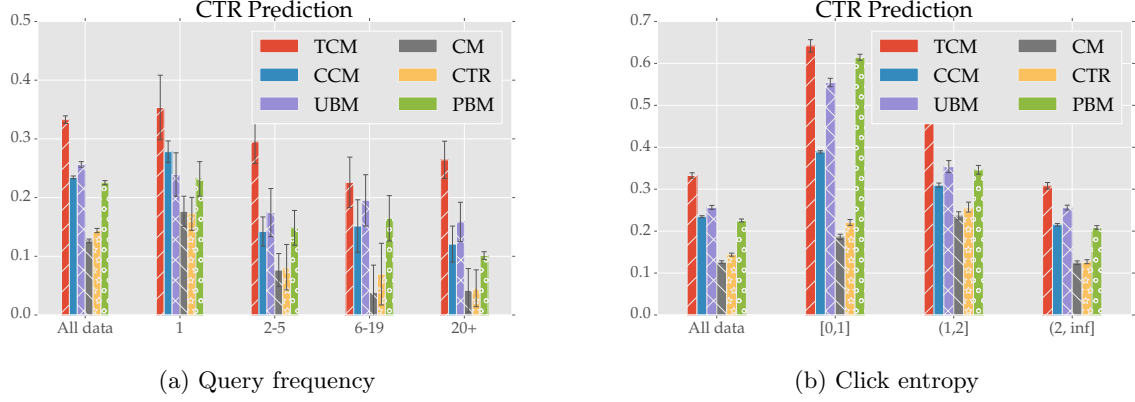 CTR Prediction
0.5
0.4
0.3
0.2
0.1
0.0
TCM
CCM
UBM
CM
CTR
PBM
All data 1 2-5 6-19 20+
(a) Query frequency
CTR Prediction
0.7
0.6
0.5
0.4
0.3
0.2
0.1
0.0
TCM
CCM
UBM
CM
CTR
PBM
All data [0,1] (1,2] (2, inf]
(b) Click entropy